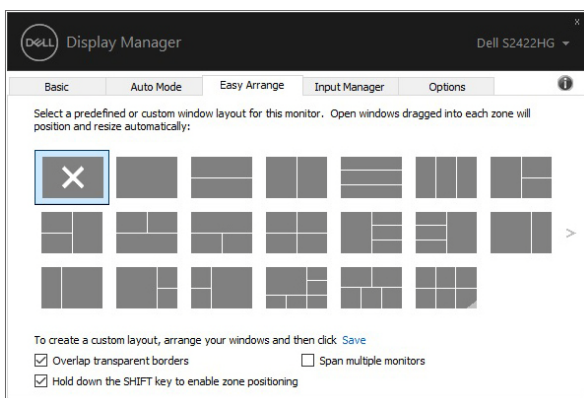 x
DELL Display Manager Dell S2422HG
Basic Auto Mode Easy Arrange Input Manager Options i
Select a predefined or custom window layout for this monitor. Open windows dragged into each zone will
position and resize automatically:
>
To create a custom layout, arrange your windows and then click Save
Overlap transparent borders Span multiple monitors
Hold down the SHIFT key to enable zone positioning